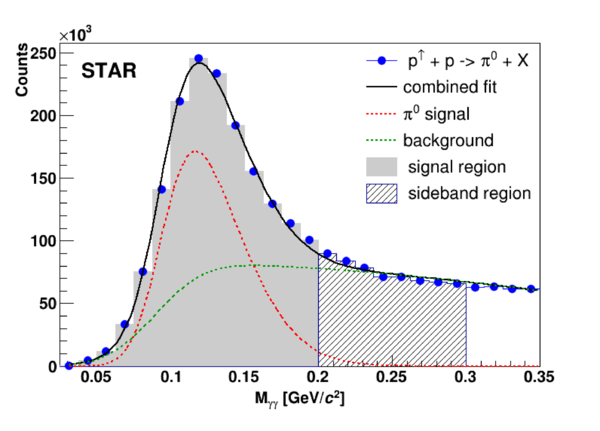 ×10³
250
200
150
100
50
0
Counts
STAR
p↑ + p -> π⁰ + X
combined fit
π⁰ signal
background
signal region
sideband region
0.05 0.1 0.15 0.2 0.25 0.3 0.35
Mγγ [GeV/c²]